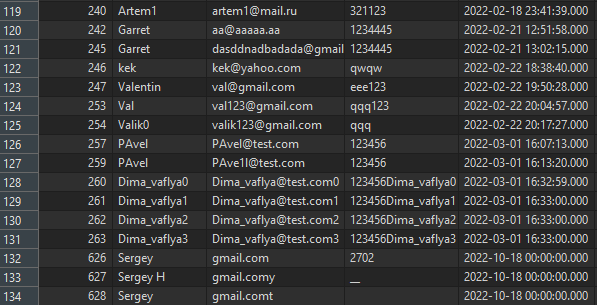 119 240 Artem1 artem1@mail.ru 321123 2022-02-18 23:41:39.000
120 242 Garret aa@aaaaa.aa 1234445 2022-02-21 12:51:58.000
121 245 Garret dasddnadbadada@gmail 1234445 2022-02-21 13:02:15.000
122 246 kek kek@yahoo.com qwqw 2022-02-22 18:38:40.000
123 247 Valentin val@gmail.com eee123 2022-02-22 19:50:28.000
124 253 Val val123@gmail.com qqq123 2022-02-22 20:04:57.000
125 254 Valik0 valik123@gmail.com qqq 2022-02-22 20:17:27.000
126 257 PAvel PAvel@test.com 123456 2022-03-01 16:07:13.000
127 259 PAvel PAve1l@test.com 123456 2022-03-01 16:13:20.000
128 260 Dima_vaflya0 Dima_vaflya@test.com0 123456Dima_vaflya0 2022-03-01 16:32:59.000
129 261 Dima_vaflya1 Dima_vaflya@test.com1 123456Dima_vaflya1 2022-03-01 16:33:00.000
130 262 Dima_vaflya2 Dima_vaflya@test.com2 123456Dima_vaflya2 2022-03-01 16:33:00.000
131 263 Dima_vaflya3 Dima_vaflya@test.com3 123456Dima_vaflya3 2022-03-01 16:33:00.000
132 626 Sergey gmail.com 2702 2022-10-18 00:00:00.000
133 627 Sergey H gmail.comy __ 2022-10-18 00:00:00.000
134 628 Sergey gmail.comt 2022-10-18 00:00:00.000